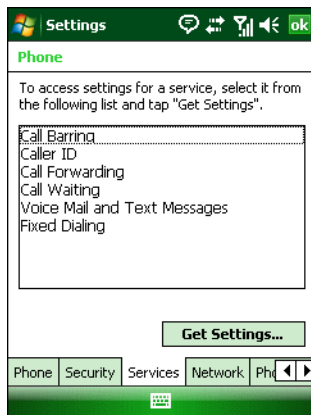 Settings ok
Phone
To access settings for a service, select it from
the following list and tap "Get Settings".
Call Barring
Caller ID
Call Forwarding
Call Waiting
Voice Mail and Text Messages
Fixed Dialing
Get Settings...
Phone Security Services Network